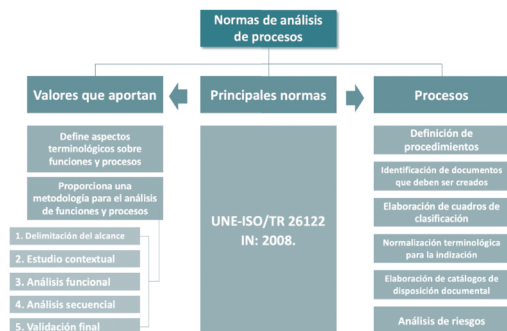 Normas de análisis
de procesos
Valores que aportan
Principales normas
Procesos
Define aspectos
terminológicos sobre
funciones y procesos
Proporciona una
metodología para el análisis
de funciones y procesos
1. Delimitación del alcance
2. Estudio contextual
3. Análisis funcional
4. Análisis secuencial
5. Validación final
UNE-ISO/TR 26122
IN: 2008.
Definición de
procedimientos
Identificación de documentos
que deben ser creados
Elaboración de cuadros de
clasificación
Normalización terminológica
para la indización
Elaboración de catálogos de
disposición documental
Análisis de riesgos